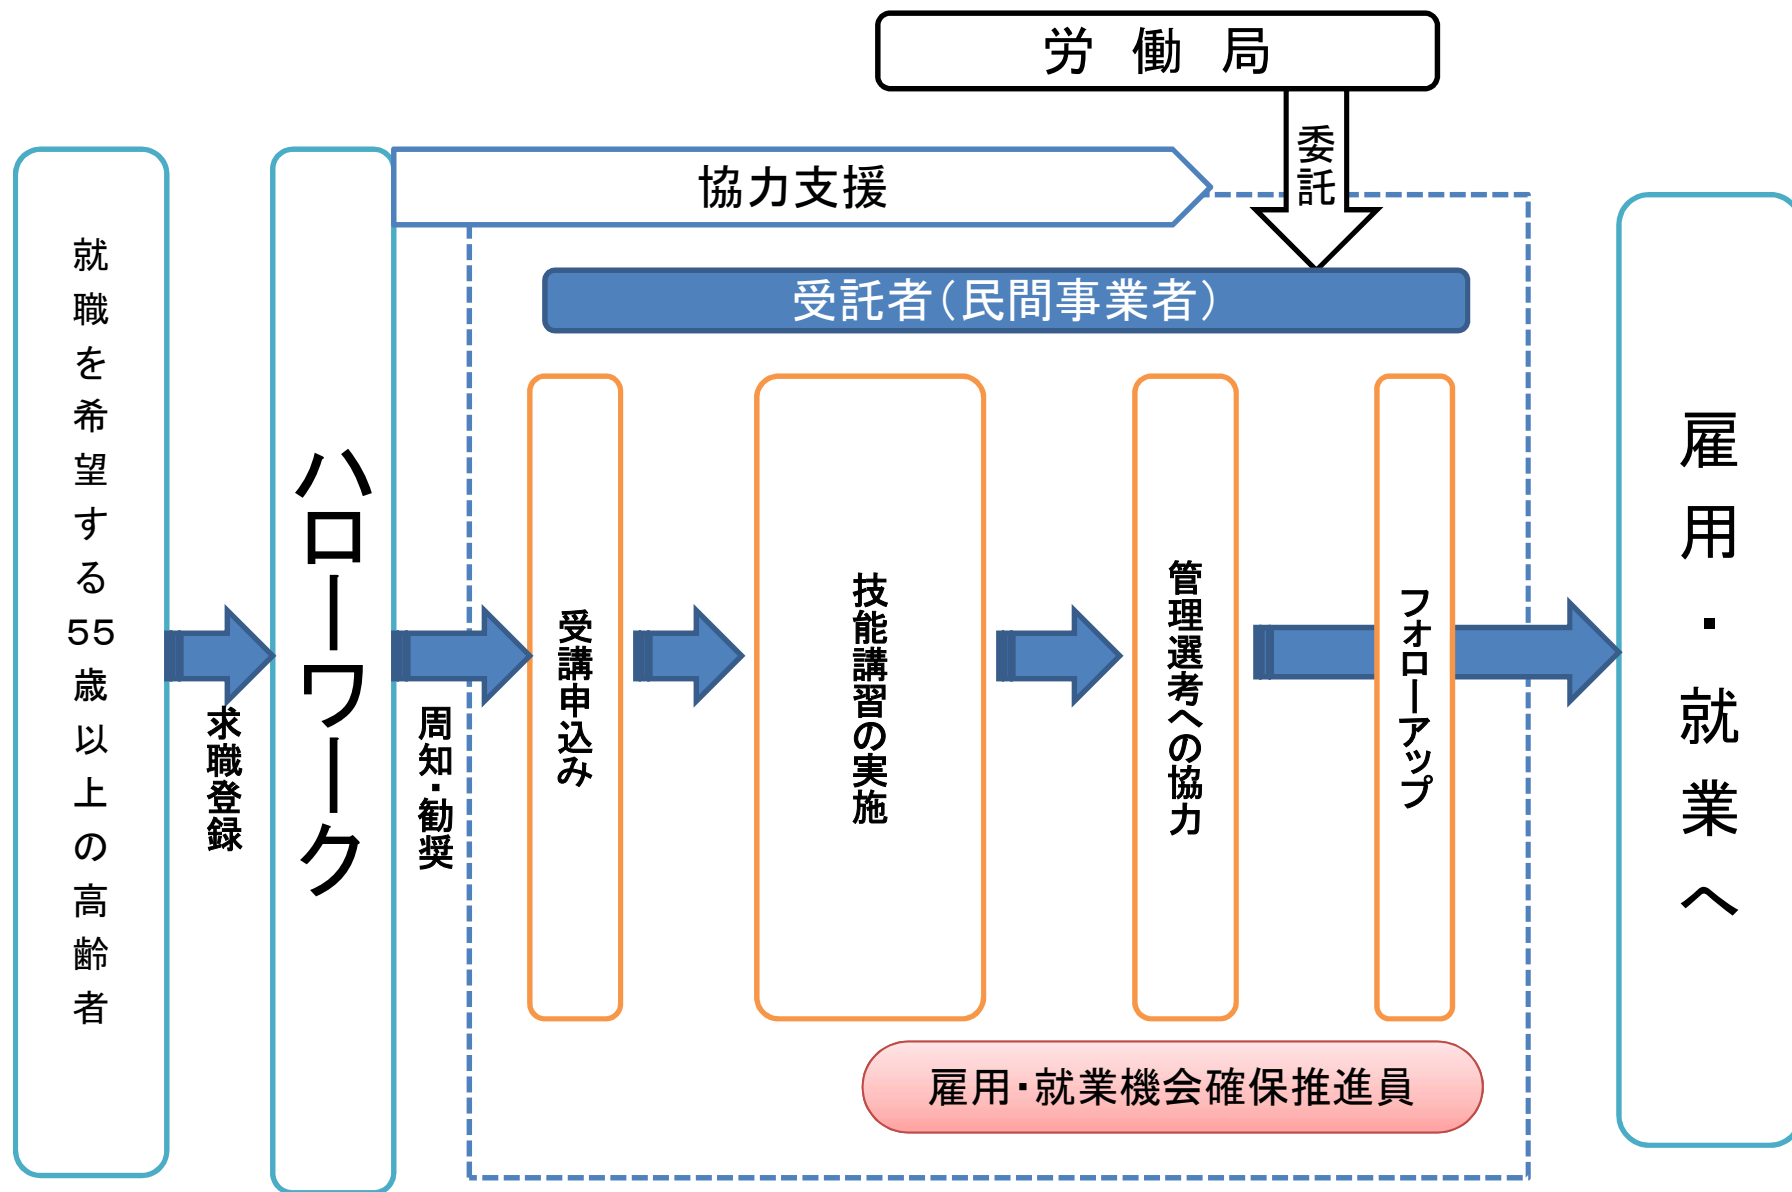 労　働　局
委託
協力支援
受託者（民間事業者）
就職を希望する55歳以上の高齢者
求職登録
ハローワーク
周知・勧奨
受講申込み
技能講習の実施
管理選考への協力
フォローアップ
雇用・就業へ
雇用・就業機会確保推進員